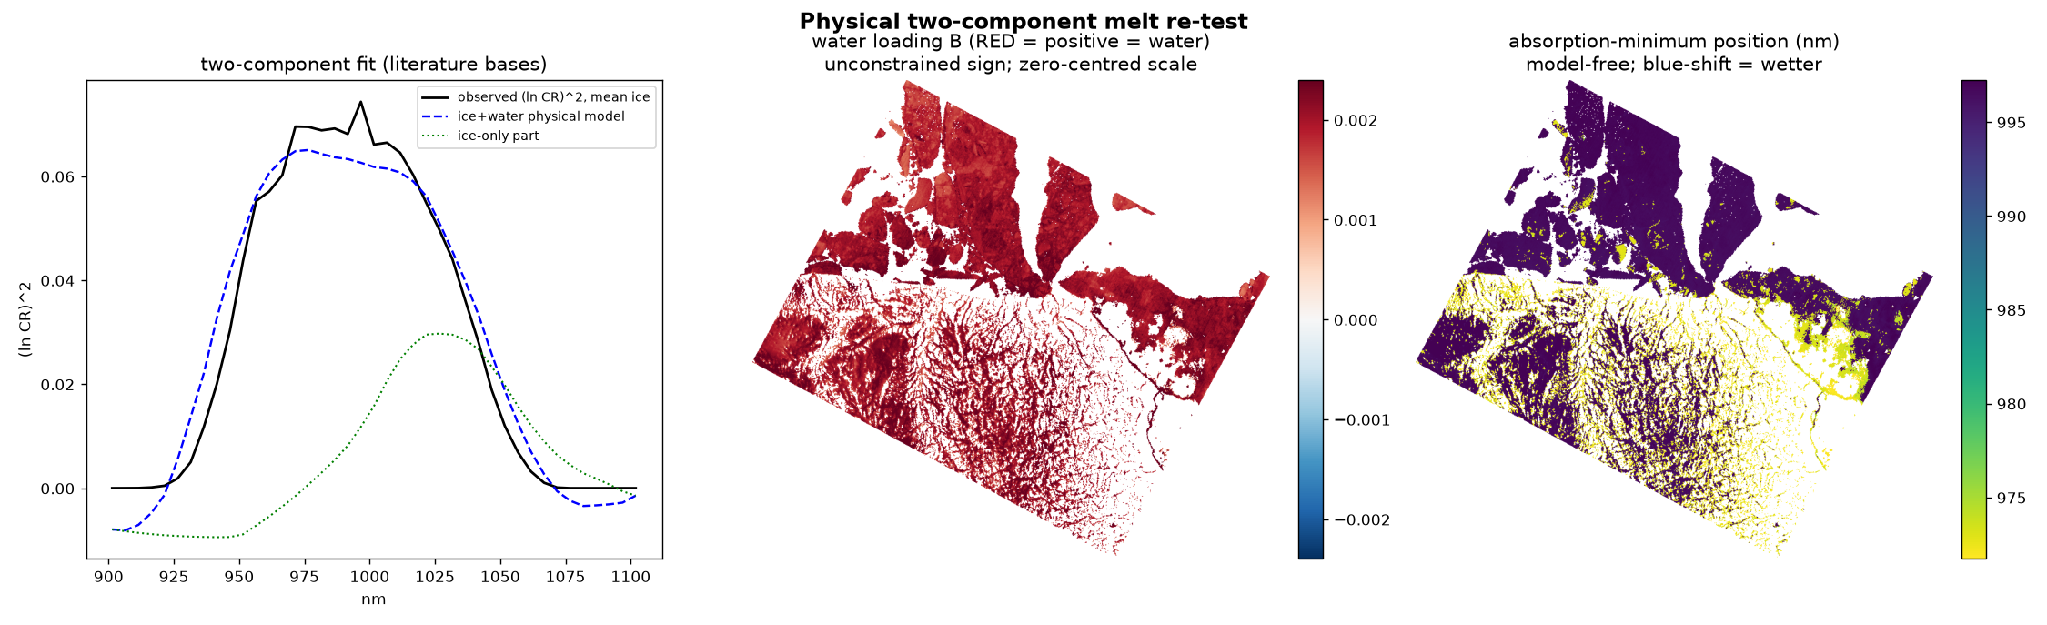 Physical two-component melt re-test
two-component fit (literature bases)
observed (ln CR)^2, mean ice
ice+water physical model
ice-only part
(ln CR)^2
0.06
0.04
0.02
0.00
900 925 950 975 1000 1025 1050 1075 1100
nm
water loading B (RED = positive = water)
unconstrained sign; zero-centred scale
0.002
0.001
0.000
−0.001
−0.002
absorption-minimum position (nm)
model-free; blue-shift = wetter
995
990
985
980
975